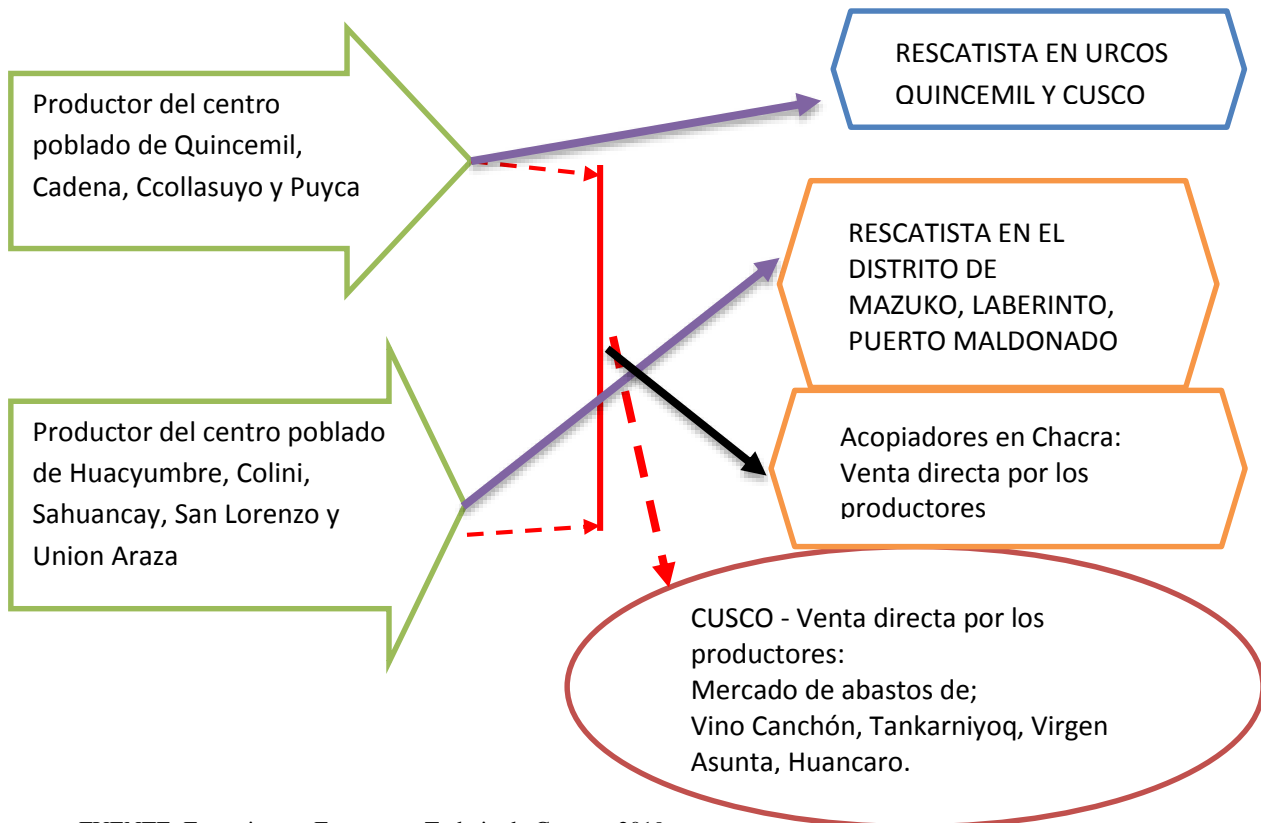 Productor del centro
poblado de Quincemil,
Cadena, Ccollasuyo y Puyca
RESCATISTA EN URCOS
QUINCEMIL Y CUSCO
RESCATISTA EN EL
DISTRITO DE
MAZUKO, LABERINTO,
PUERTO MALDONADO
Productor del centro poblado
de Huacyumbre, Colini,
Sahuancay, San Lorenzo y
Union Araza
Acopiadores en Chacra:
Venta directa por los
productores
CUSCO - Venta directa por los
productores:
Mercado de abastos de;
Vino Canchón, Tankarniyoq, Virgen
Asunta, Huancaro.